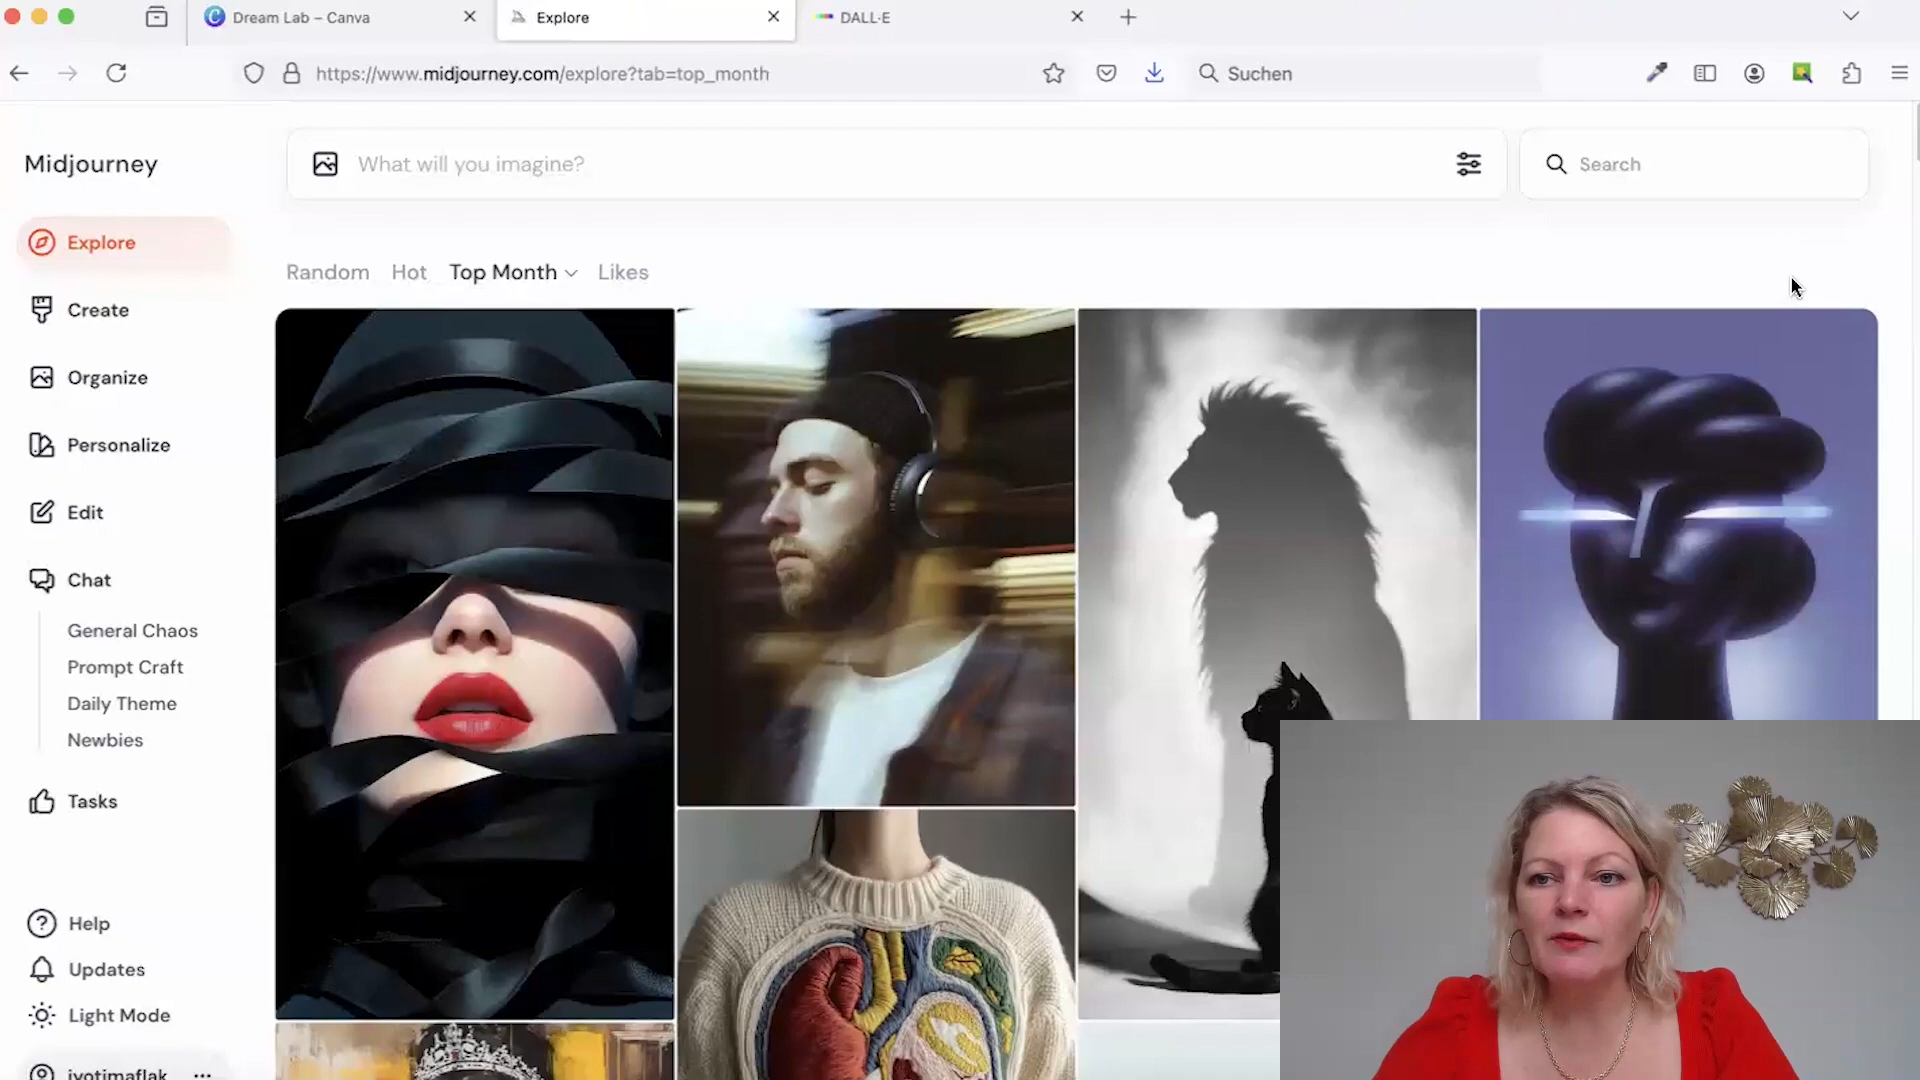 Dream Lab – Canva
Explore
DALL·E
https://www.midjourney.com/explore?tab=top_month
Suchen
Midjourney
What will you imagine?
Search
Explore
Random
Hot
Top Month
Likes
Create
Organize
Personalize
Edit
Chat
General Chaos
Prompt Craft
Daily Theme
Newbies
Tasks
Help
Updates
Light Mode